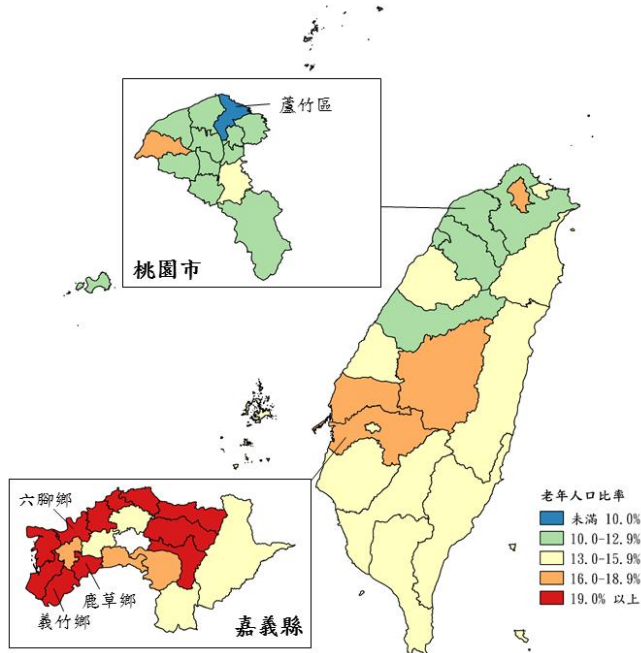 蘆竹區
桃園市
六腳鄉
鹿草鄉
義竹鄉
嘉義縣
老年人口比率
未滿 10.0%
10.0-12.9%
13.0-15.9%
16.0-18.9%
19.0% 以上